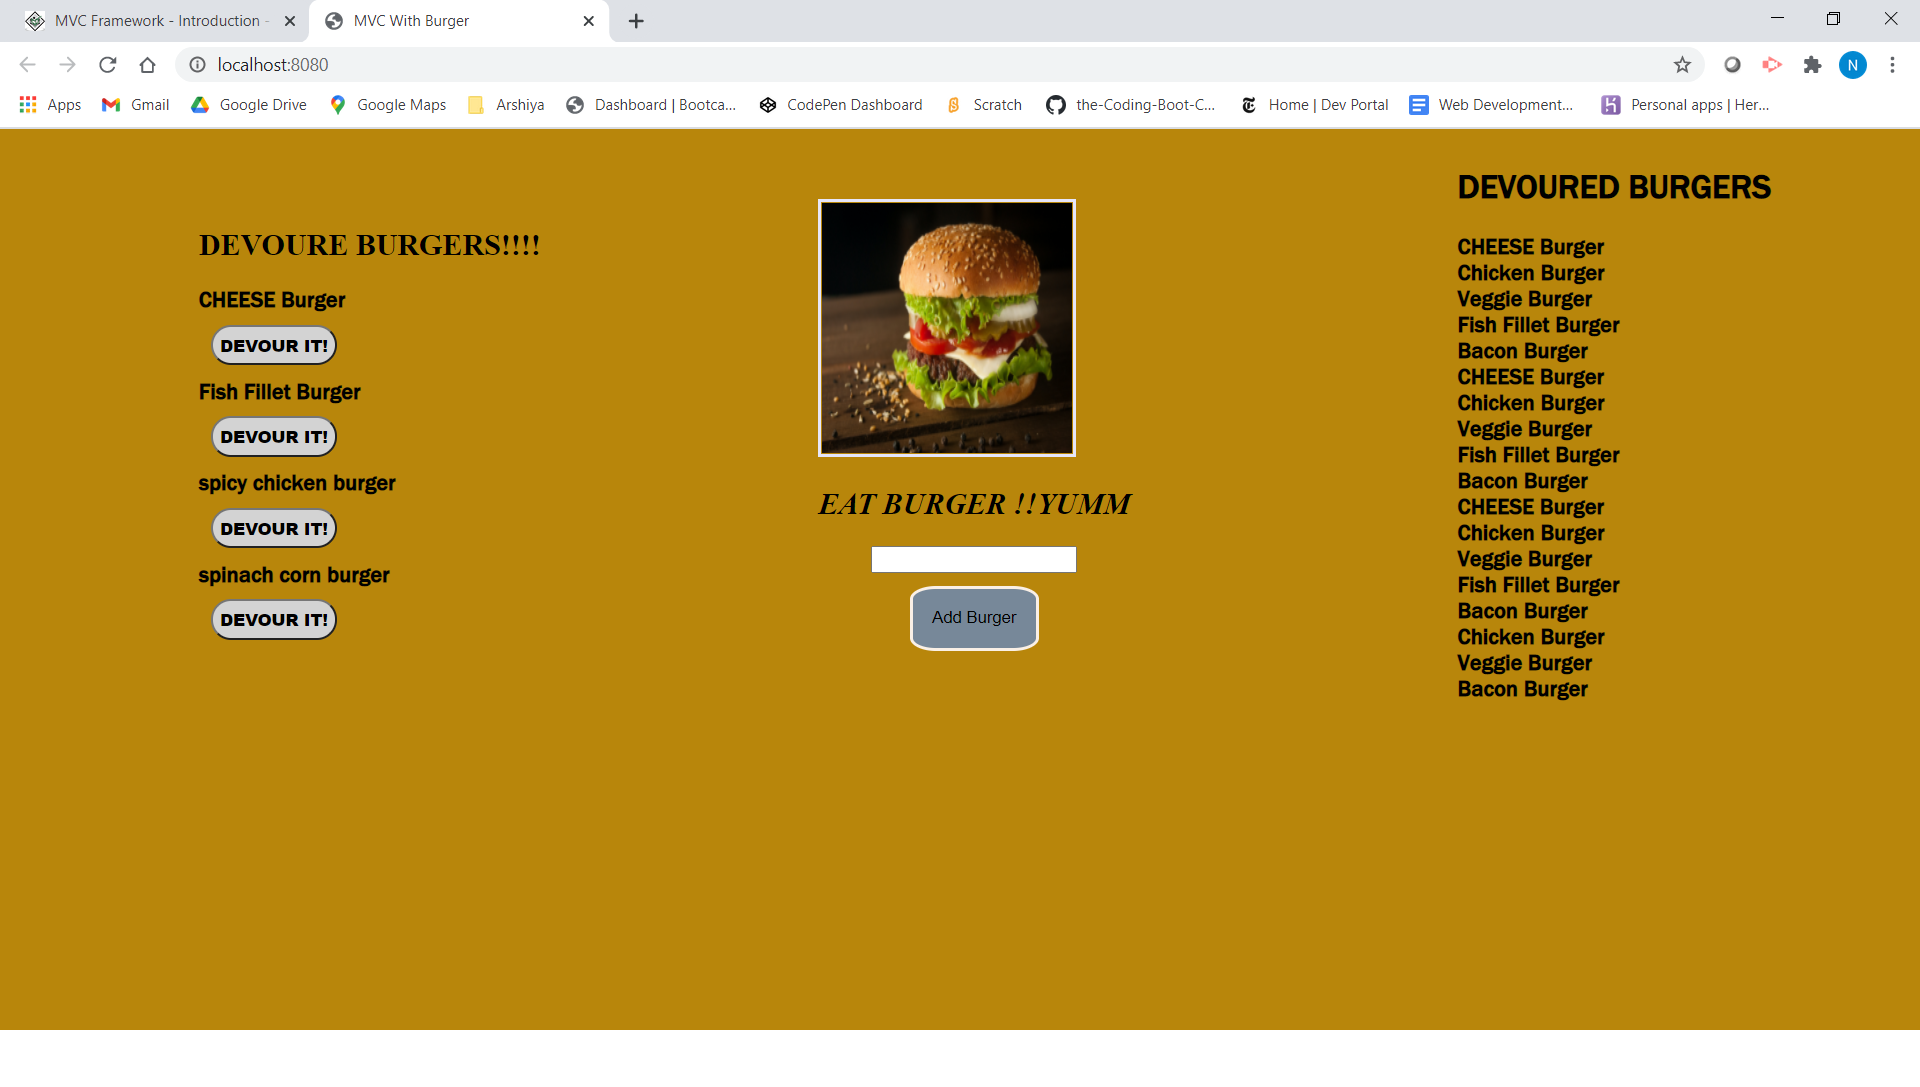 MVC Framework - Introduction -
MVC With Burger
localhost:8080
N
Apps
Gmail
Google Drive
Google Maps
Arshiya
Dashboard | Bootca...
CodePen Dashboard
Scratch
the-Coding-Boot-C...
Home | Dev Portal
Web Development...
Personal apps | Her...
DEVOURE BURGERS!!!!
CHEESE Burger
DEVOUR IT!
Fish Fillet Burger
DEVOUR IT!
spicy chicken burger
DEVOUR IT!
spinach corn burger
DEVOUR IT!
EAT BURGER !!YUMM
Add Burger
DEVOURED BURGERS
CHEESE Burger
Chicken Burger
Veggie Burger
Fish Fillet Burger
Bacon Burger
CHEESE Burger
Chicken Burger
Veggie Burger
Fish Fillet Burger
Bacon Burger
CHEESE Burger
Chicken Burger
Veggie Burger
Fish Fillet Burger
Bacon Burger
Chicken Burger
Veggie Burger
Bacon Burger